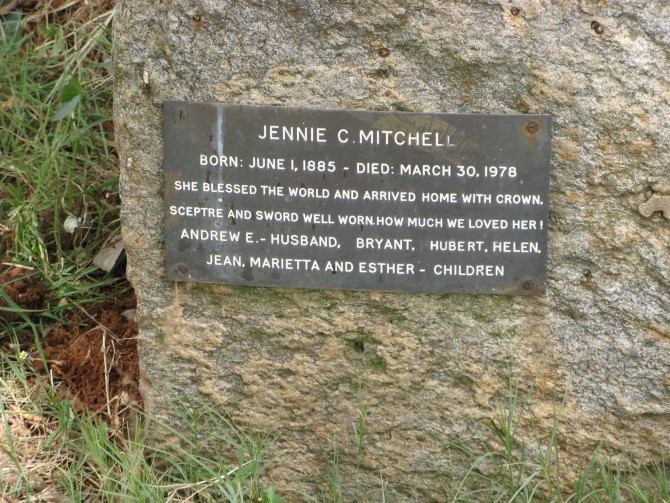 JENNIE C. MITCHELL
BORN: JUNE 1, 1885 - DIED: MARCH 30, 1978
SHE BLESSED THE WORLD AND ARRIVED HOME WITH CROWN,
SCEPTRE AND SWORD WELL WORN. HOW MUCH WE LOVED HER!
ANDREW E. - HUSBAND, BRYANT, HUBERT, HELEN,
JEAN, MARIETTA AND ESTHER - CHILDREN